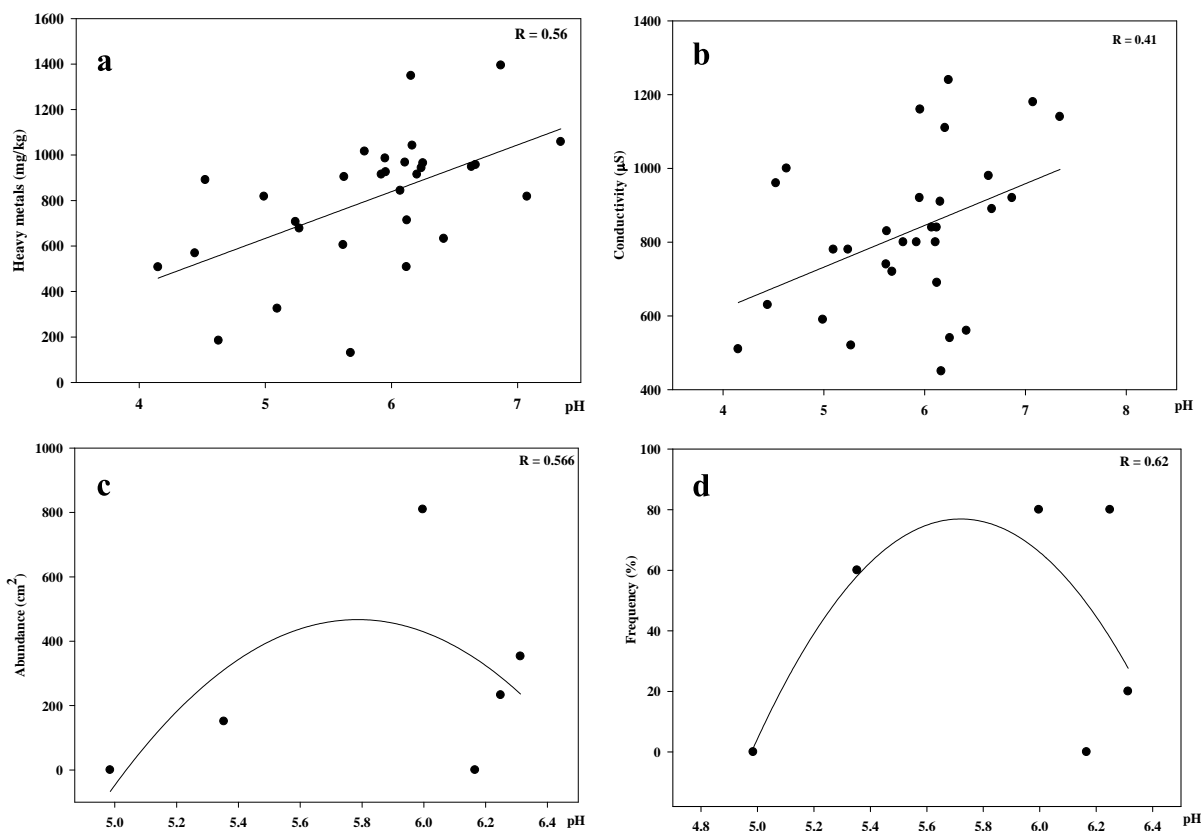 a
R = 0.56
Heavy metals (mg/kg)
1600
1400
1200
1000
800
600
400
200
0
4 5 6 7 pH
b
R = 0.41
Conductivity (µS)
1400
1200
1000
800
600
400
4 5 6 7 8 pH
c
R = 0.566
Abundance (cm²)
1000
800
600
400
200
0
5.0 5.2 5.4 5.6 5.8 6.0 6.2 6.4 pH
d
R = 0.62
Frequency (%)
100
80
60
40
20
0
4.8 5.0 5.2 5.4 5.6 5.8 6.0 6.2 6.4 pH